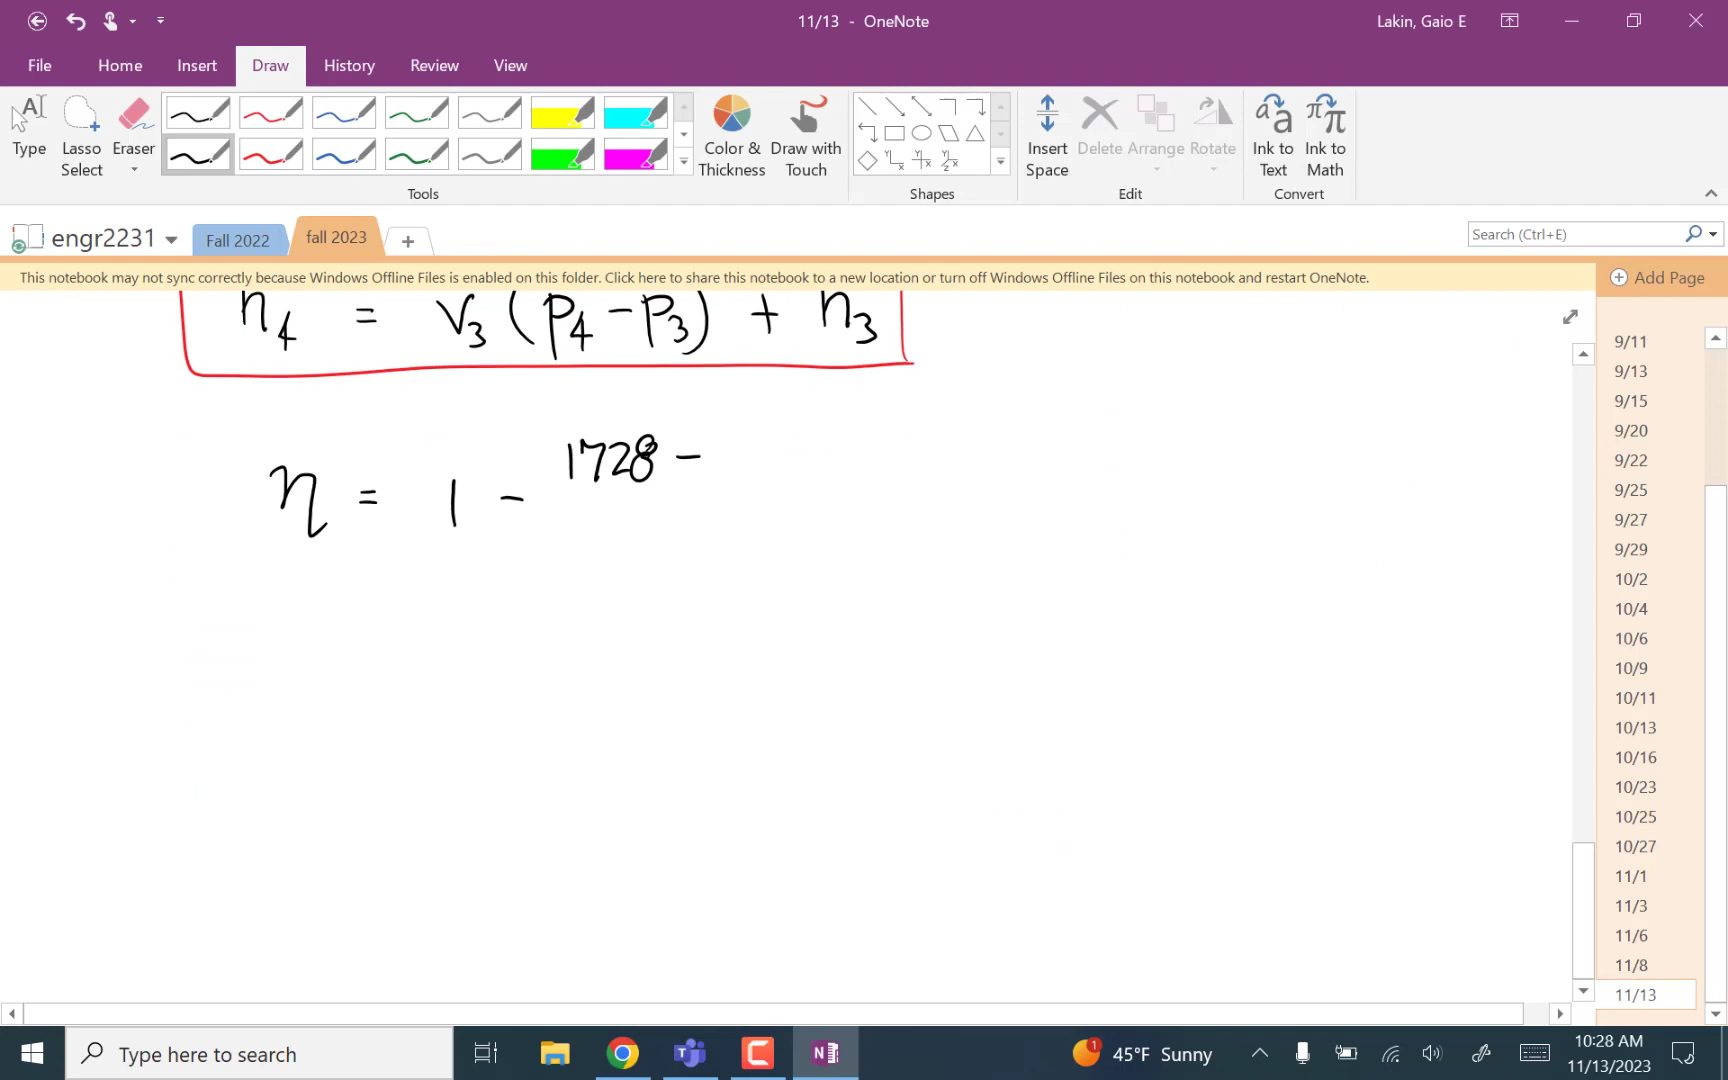 11/13 - OneNote
Lakin, Gaio E
File Home Insert Draw History Review View
Type
Lasso Select
Eraser
Color & Thickness
Draw with Touch
Insert Space
Delete
Arrange
Rotate
Ink to Text
Ink to Math
Tools
Shapes
Edit
Convert
engr2231
Fall 2022
fall 2023
Search (Ctrl+E)
This notebook may not sync correctly because Windows Offline Files is enabled on this folder. Click here to share this notebook to a new location or turn off Windows Offline Files on this notebook and restart OneNote.
Add Page
h4 = v3 (p4 - p3) + h3
η = 1 - 1728 -
9/11
9/13
9/15
9/20
9/22
9/25
9/27
9/29
10/2
10/4
10/6
10/9
10/11
10/13
10/16
10/23
10/25
10/27
11/1
11/3
11/6
11/8
11/13
Type here to search
45°F Sunny
10:28 AM
11/13/2023